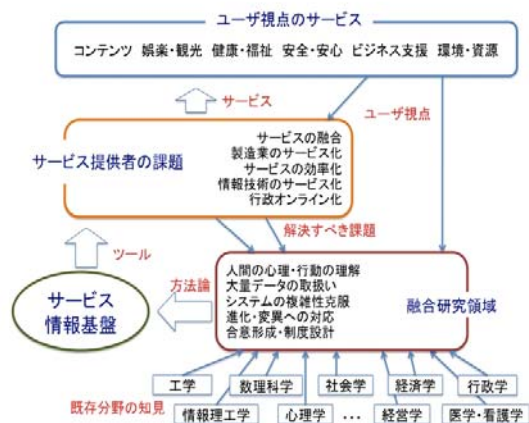 ユーザ視点のサービス
コンテンツ 娯楽・観光 健康・福祉 安全・安心 ビジネス支援 環境・資源
サービス
ユーザ視点
サービス提供者の課題
サービスの融合
製造業のサービス化
サービスの効率化
情報技術のサービス化
行政オンライン化
解決すべき課題
ツール
方法論
サービス
情報基盤
人間の心理・行動の理解
大量データの取扱い
システムの複雑性克服
進化・変異への対応
合意形成・制度設計
融合研究領域
工学 数理科学 社会学 経済学 行政学
既存分野の知見
情報理工学 心理学 ・・・ 経営学 医学・看護学